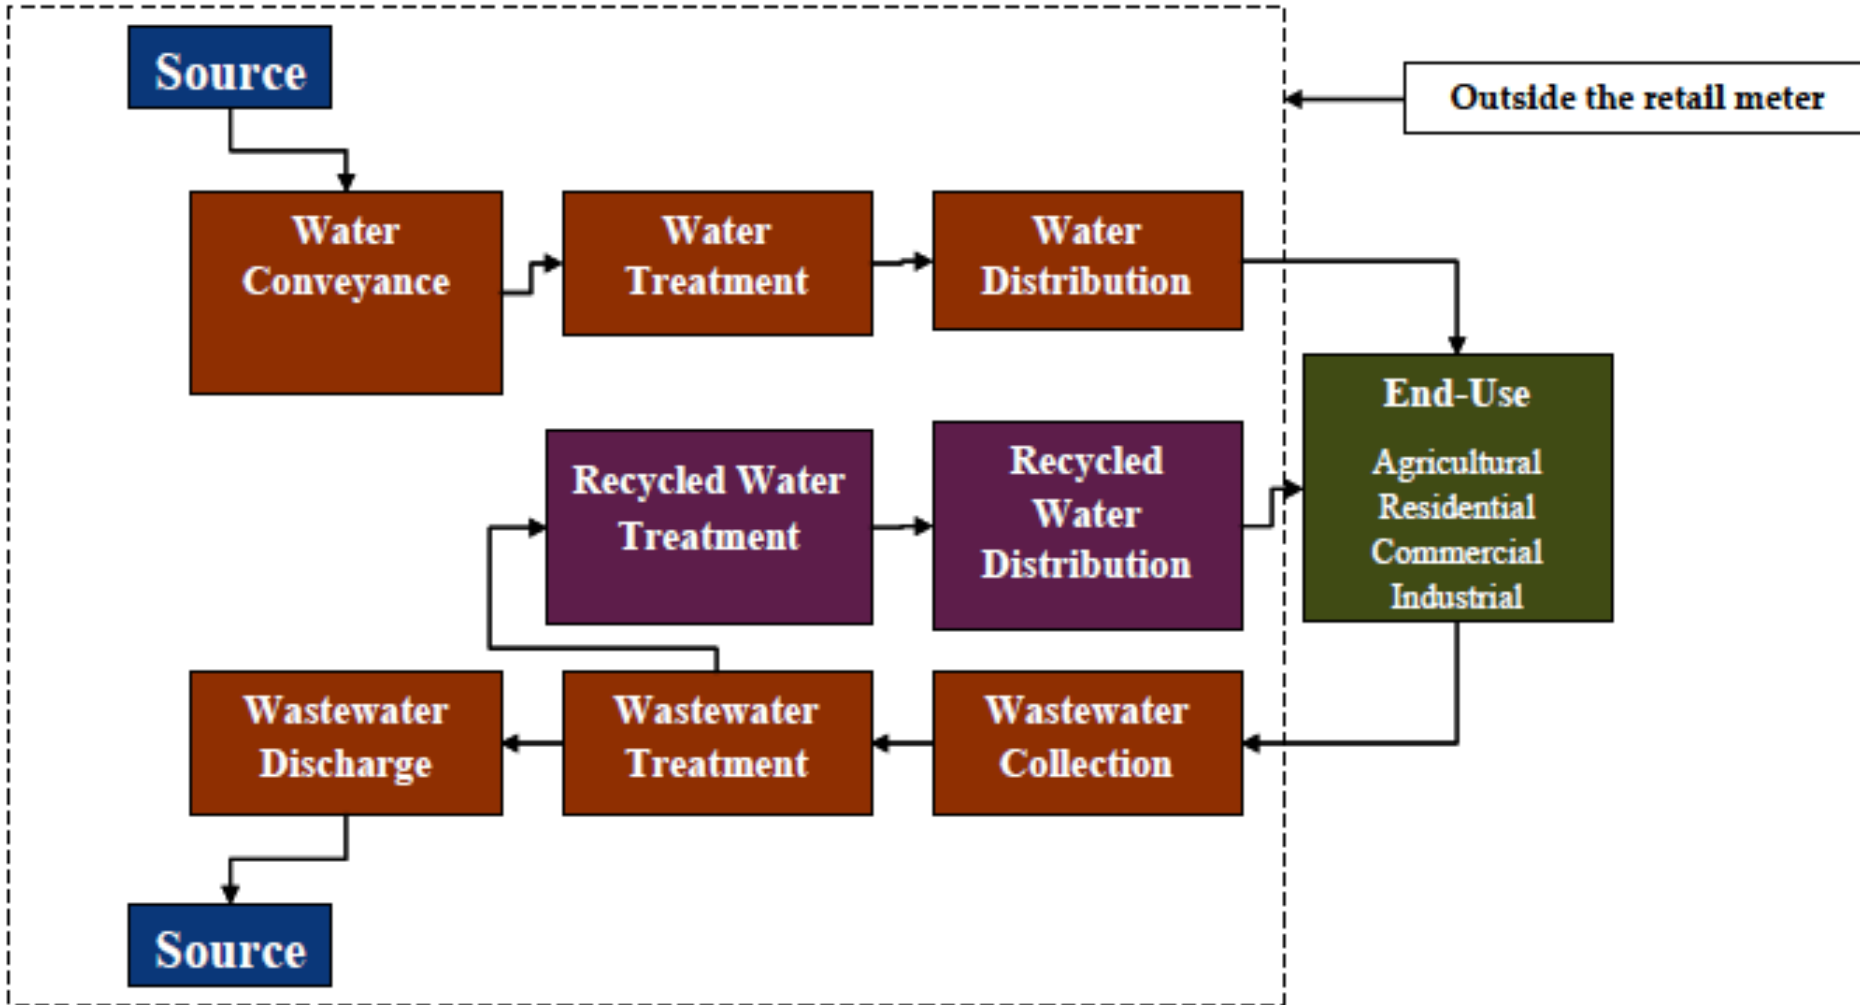 Source
Outside the retail meter
Water
Conveyance
Water
Treatment
Water
Distribution
End-Use
Agricultural
Residential
Commercial
Industrial
Recycled Water
Treatment
Recycled
Water
Distribution
Wastewater
Discharge
Wastewater
Treatment
Wastewater
Collection
Source